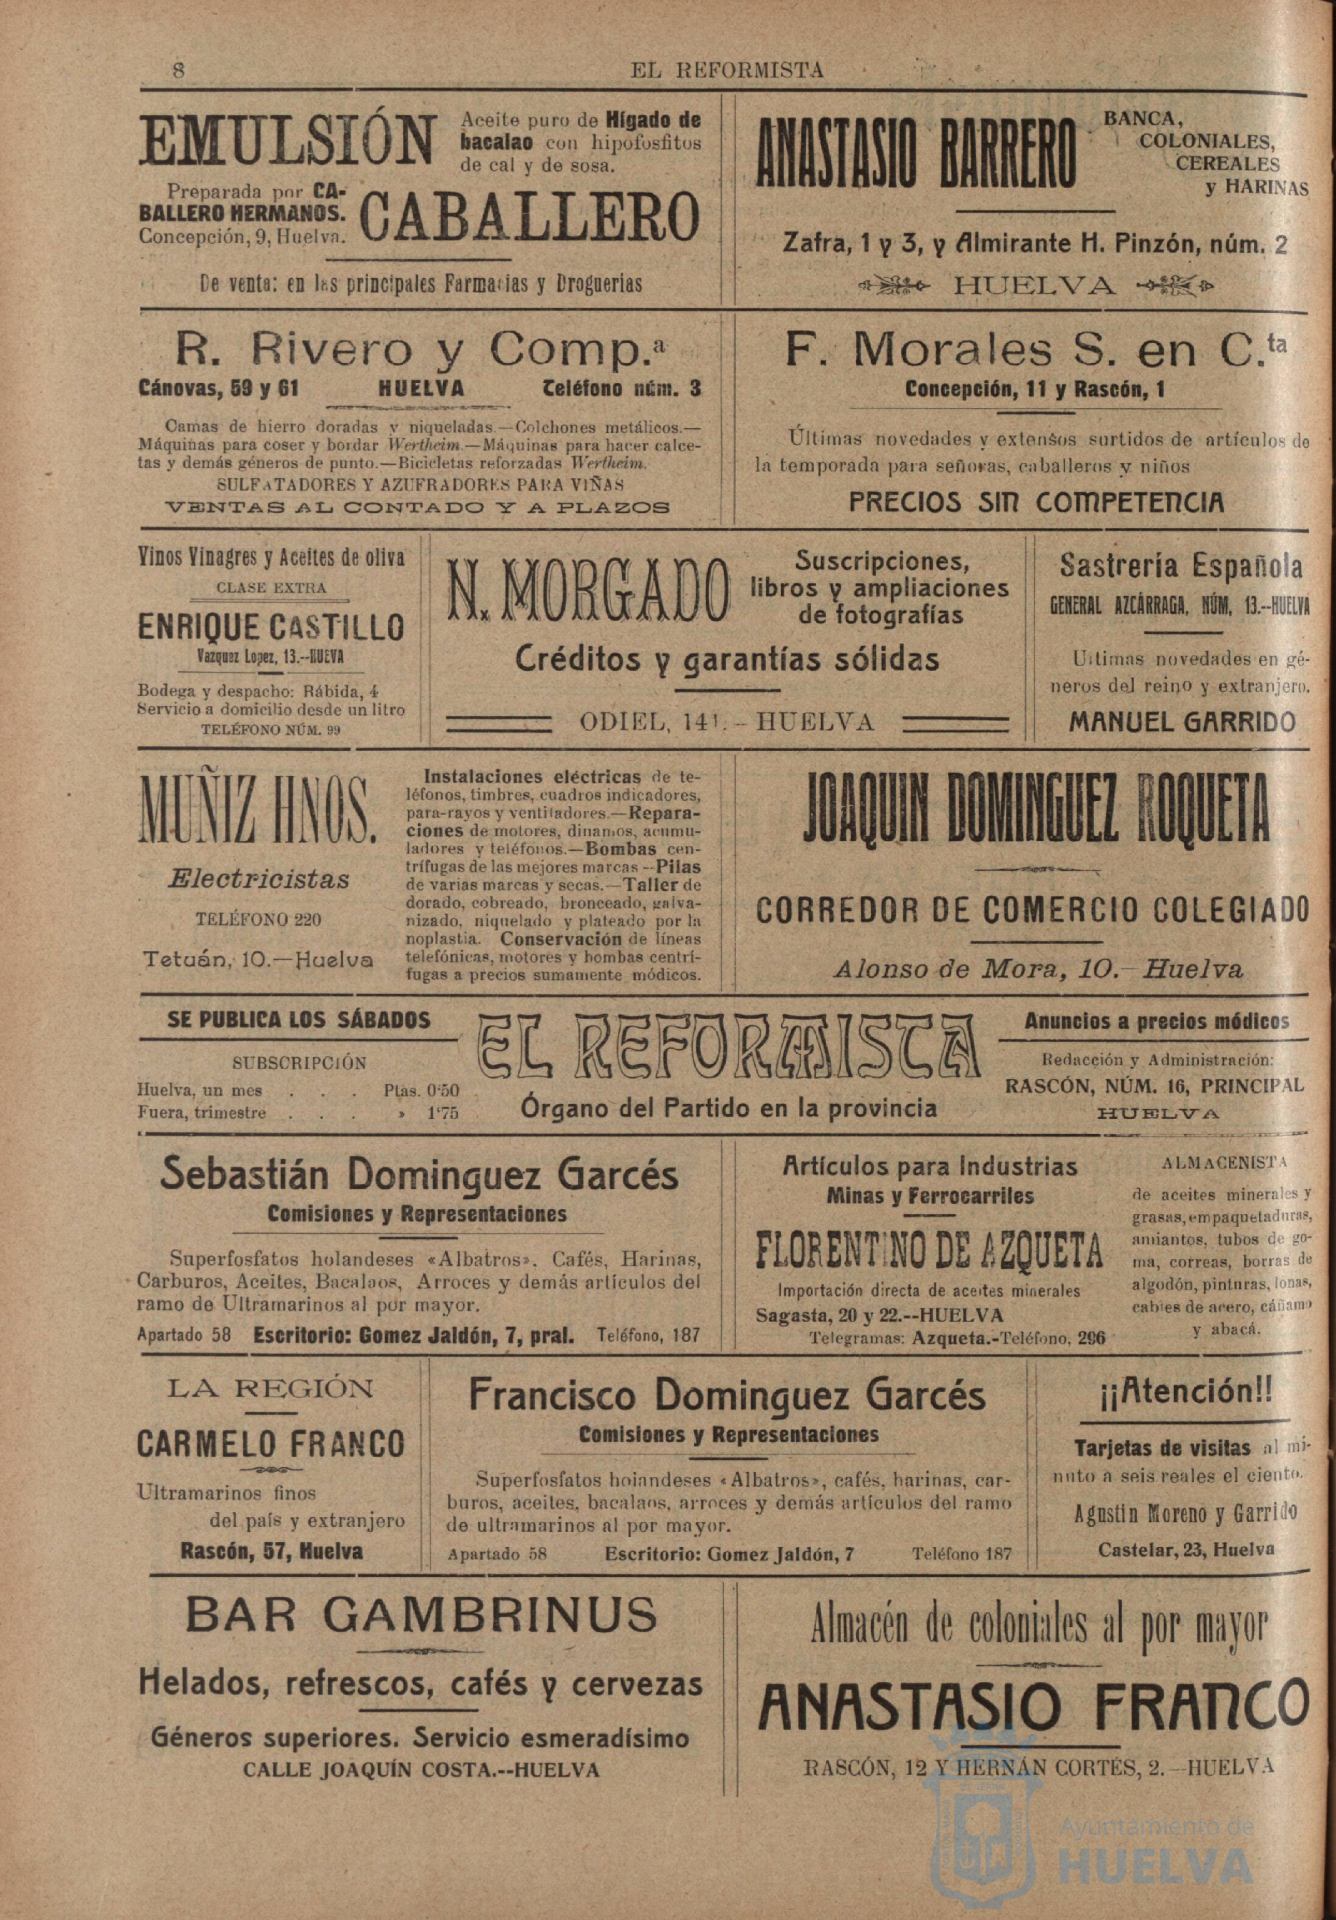 8
EL REFORMISTA
EMULSIÓN
Aceite puro de Hígado de
bacalao con hipofosfitos
de cal y de sosa.
Preparada por CA-
BALLERO HERMANOS.
Concepción, 9, Huelva.
CABALLERO
De venta: en las principales Farmacias y Droguerias
ANASTASIO BARRERO
BANCA,
COLONIALES,
CEREALES
y HARINAS
Zafra, 1 y 3, y Almirante H. Pinzón, núm. 2
HUELVA
R. Rivero y Comp.ª
Cánovas, 59 y 61 HUELVA Teléfono núm. 3
Camas de hierro doradas y niqueladas.—Colchones metálicos.—
Máquinas para coser y bordar Wertheim.—Máquinas para hacer calce-
tas y demás géneros de punto.—Bicicletas reforzadas Wertheim.
SULFATADORES Y AZUFRADORES PARA VIÑAS
VENTAS AL CONTADO Y A PLAZOS
F. Morales S. en C.ta
Concepción, 11 y Rascón, 1
Últimas novedades y extensos surtidos de artículos de
la temporada para señoras, caballeros y niños
PRECIOS SIN COMPETENCIA
Vinos Vinagres y Aceites de oliva
CLASE EXTRA
ENRIQUE CASTILLO
Vazquez Lopez, 13.--HUEVA
Bodega y despacho: Rábida, 4
Servicio a domicilio desde un litro
TELÉFONO NÚM. 99
N. MORGADO
Suscripciones,
libros y ampliaciones
de fotografías
Créditos y garantías sólidas
ODIEL, 141.—HUELVA
Sastrería Española
GENERAL AZCÁRRAGA, NÚM, 13.--HUELVA
Ultimas novedades en gé-
neros del reino y extranjero.
MANUEL GARRIDO
MUÑIZ HNOS.
Electricistas
TELÉFONO 220
Tetuán, 10.—Huelva
Instalaciones eléctricas de te-
léfonos, timbres, cuadros indicadores,
para-rayos y ventiladores.—Repara-
ciones de motores, dinamos, acumu-
ladores y teléfonos.—Bombas cen-
trífugas de las mejores marcas--Pilas
de varias marcas y secas.—Taller de
dorado, cobreado, bronceado, galva-
nizado, niquelado y plateado por la
noplastia. Conservación de líneas
telefónicas, motores y bombas centrí-
fugas a precios sumamente módicos.
JOAQUIN DOMINGUEZ ROQUETA
CORREDOR DE COMERCIO COLEGIADO
Alonso de Mora, 10.—Huelva
SE PUBLICA LOS SÁBADOS
SUBSCRIPCIÓN
Huelva, un mes . . . Ptas. 0'50
Fuera, trimestre . . . » 1'75
EL REFORMISTA
Órgano del Partido en la provincia
Anuncios a precios módicos
Redacción y Administración:
RASCÓN, NÚM. 16, PRINCIPAL
HUELVA
Sebastián Dominguez Garcés
Comisiones y Representaciones
Superfosfatos holandeses «Albatros». Cafés, Harinas,
Carburos, Aceites, Bacalaos, Arroces y demás artículos del
ramo de Ultramarinos al por mayor.
Apartado 58 Escritorio: Gomez Jaldón, 7, pral. Teléfono, 187
Artículos para Industrias
Minas y Ferrocarriles
FLORENTINO DE AZQUETA
Importación directa de aceites minerales
Sagasta, 20 y 22.--HUELVA
Telegramas: Azqueta.-Teléfono, 296
ALMACENISTA
de aceites minerales y
grasas, empaquetaduras,
amiantos, tubos de go-
ma, correas, borras de
algodón, pinturas, lonas,
cables de acero, cáñamo
y abacá.
LA REGIÓN
CARMELO FRANCO
Ultramarinos finos
del país y extranjero
Rascón, 57, Huelva
Francisco Dominguez Garcés
Comisiones y Representaciones
Superfosfatos holandeses «Albatros», cafés, harinas, car-
buros, aceites, bacalaos, arroces y demás artículos del ramo
de ultramarinos al por mayor.
Apartado 58 Escritorio: Gomez Jaldón, 7 Teléfono 187
¡¡Atención!!
Tarjetas de visitas al mi-
nuto a seis reales el ciento.
Agustin Moreno y Garrido
Castelar, 23, Huelva
BAR GAMBRINUS
Helados, refrescos, cafés y cervezas
Géneros superiores. Servicio esmeradísimo
CALLE JOAQUÍN COSTA.--HUELVA
Almacén de coloniales al por mayor
ANASTASIO FRANCO
RASCÓN, 12 Y HERNÁN CORTÉS, 2.—HUELVA
Ayuntamiento de
HUELVA